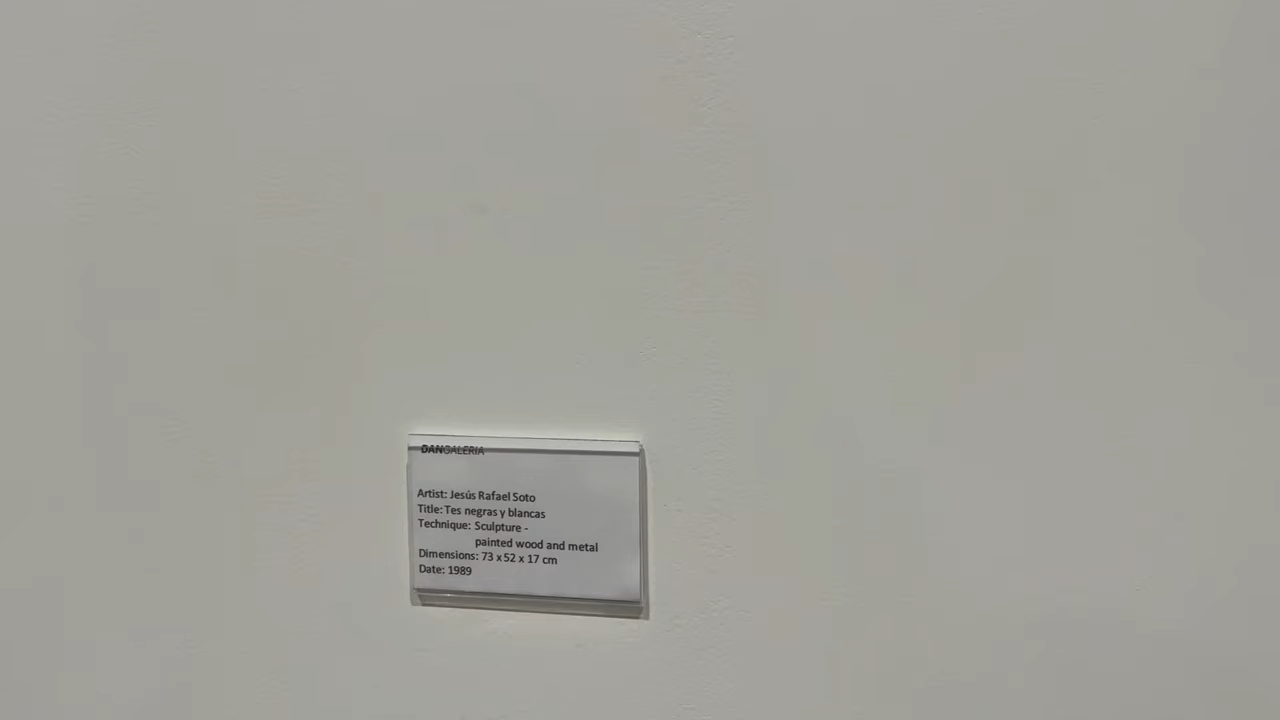 DANGALERIA
Artist: Jesús Rafael Soto
Title: Tes negras y blancas
Technique: Sculpture -
painted wood and metal
Dimensions: 73 x 52 x 17 cm
Date: 1989